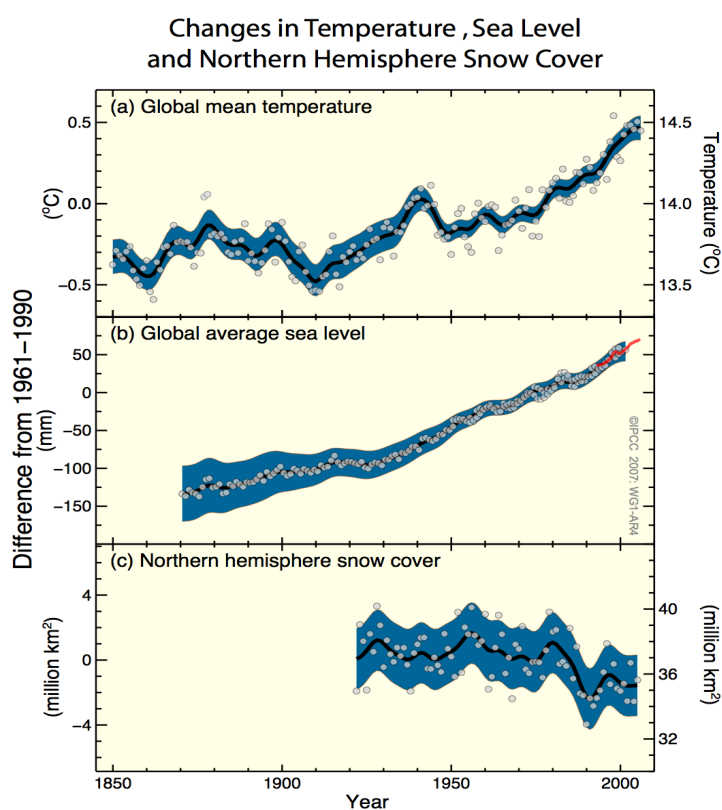 Changes in Temperature , Sea Level
and Northern Hemisphere Snow Cover
(a) Global mean temperature
0.5
0.0
−0.5
(ºC)
14.5
14.0
13.5
Temperature (ºC)
Difference from 1961–1990
(b) Global average sea level
50
0
−50
−100
−150
(mm)
©IPCC 2007: WG1-AR4
(c) Northern hemisphere snow cover
4
0
−4
(million km²)
40
36
32
(million km²)
1850 1900 1950 2000
Year